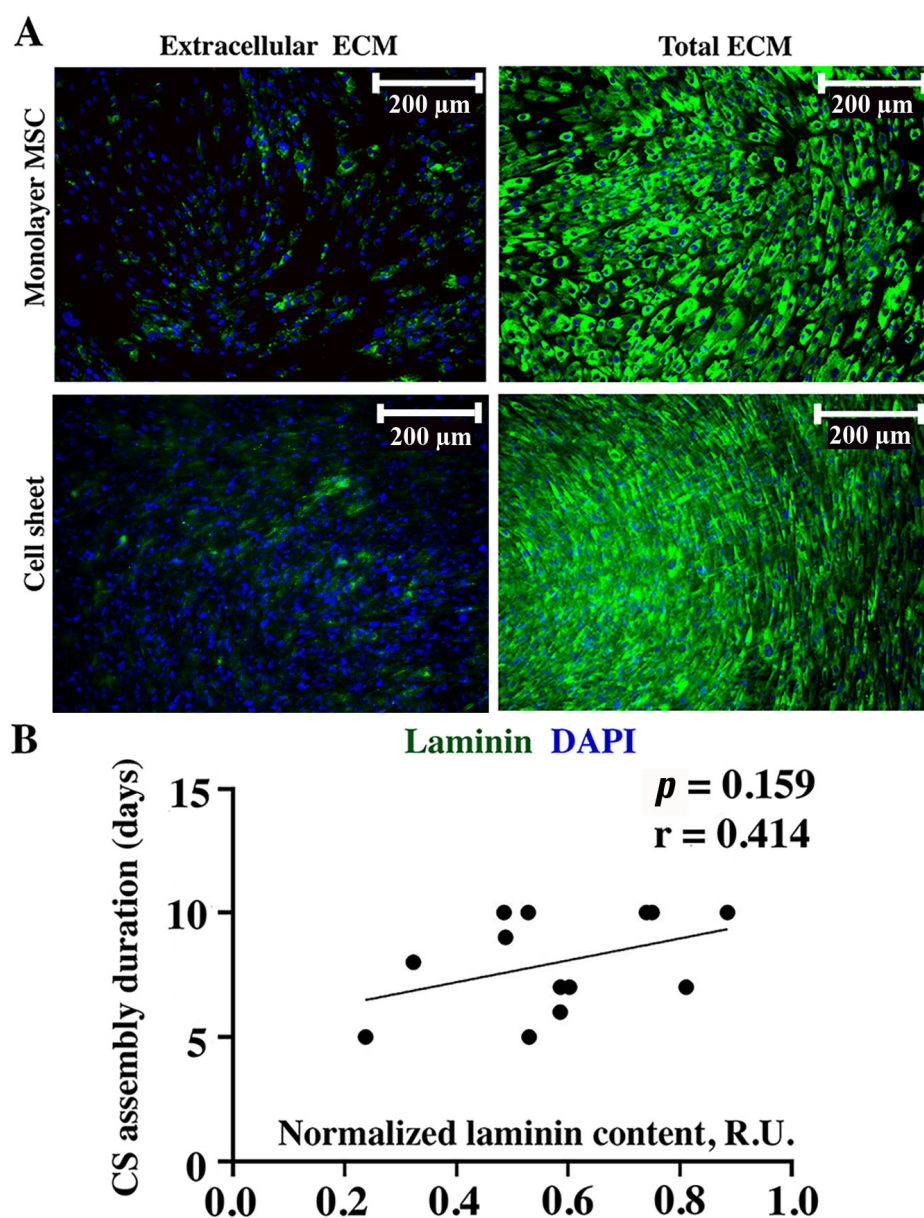 A
Extracellular ECM
Total ECM
Monolayer MSC
200 µm
200 µm
Cell sheet
200 µm
200 µm
B
Laminin DAPI
CS assembly duration (days)
15
10
5
0
p = 0.159
r = 0.414
Normalized laminin content, R.U.
0.0 0.2 0.4 0.6 0.8 1.0